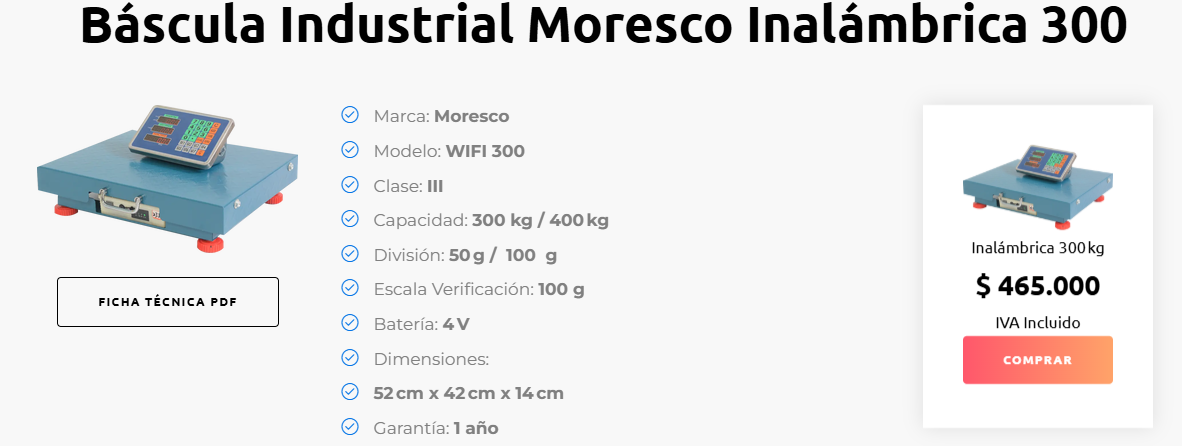 Báscula Industrial Moresco Inalámbrica 300
FICHA TÉCNICA PDF
Marca: Moresco
Modelo: WIFI 300
Clase: III
Capacidad: 300 kg / 400 kg
División: 50 g / 100 g
Escala Verificación: 100 g
Batería: 4 V
Dimensiones:
52 cm x 42 cm x 14 cm
Garantía: 1 año
Inalámbrica 300 kg
$ 465.000
IVA Incluido
COMPRAR